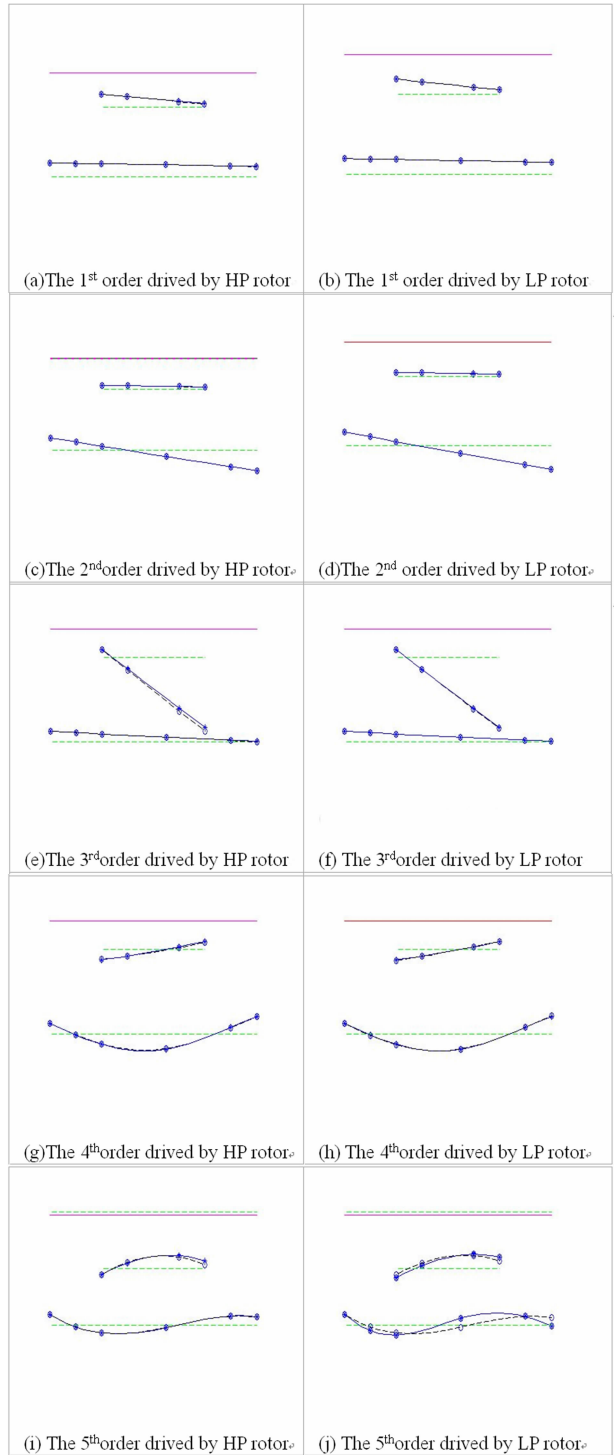 (a)The 1st order drived by HP rotor
(b) The 1st order drived by LP rotor
(c)The 2nd order drived by HP rotor
(d)The 2nd order drived by LP rotor
(e)The 3rd order drived by HP rotor
(f) The 3rd order drived by LP rotor
(g)The 4th order drived by HP rotor
(h) The 4th order drived by LP rotor
(i) The 5th order drived by HP rotor
(j) The 5th order drived by LP rotor